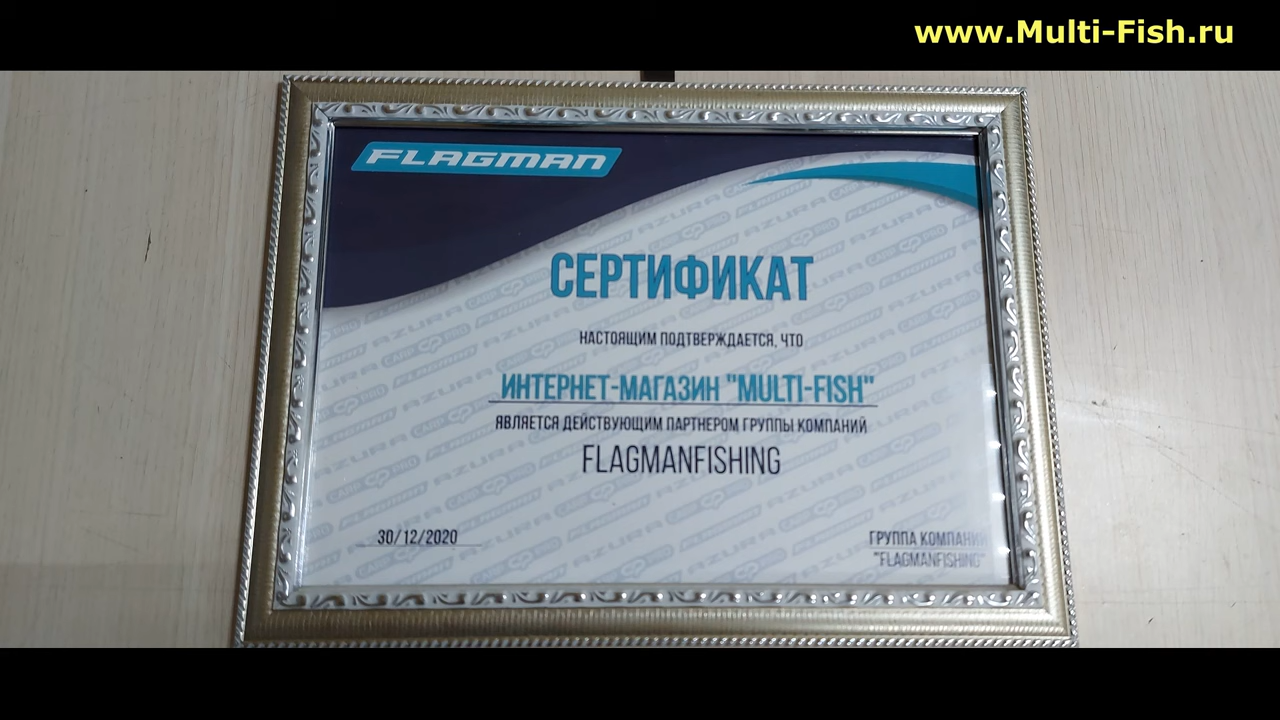 www.Multi-Fish.ru
FLAGMAN
СЕРТИФИКАТ
НАСТОЯЩИМ ПОДТВЕРЖДАЕТСЯ, ЧТО
ИНТЕРНЕТ-МАГАЗИН "MULTI-FISH"
ЯВЛЯЕТСЯ ДЕЙСТВУЮЩИМ ПАРТНЕРОМ ГРУППЫ КОМПАНИЙ
FLAGMANFISHING
30/12/2020
ГРУППА КОМПАНИЙ
"FLAGMANFISHING"